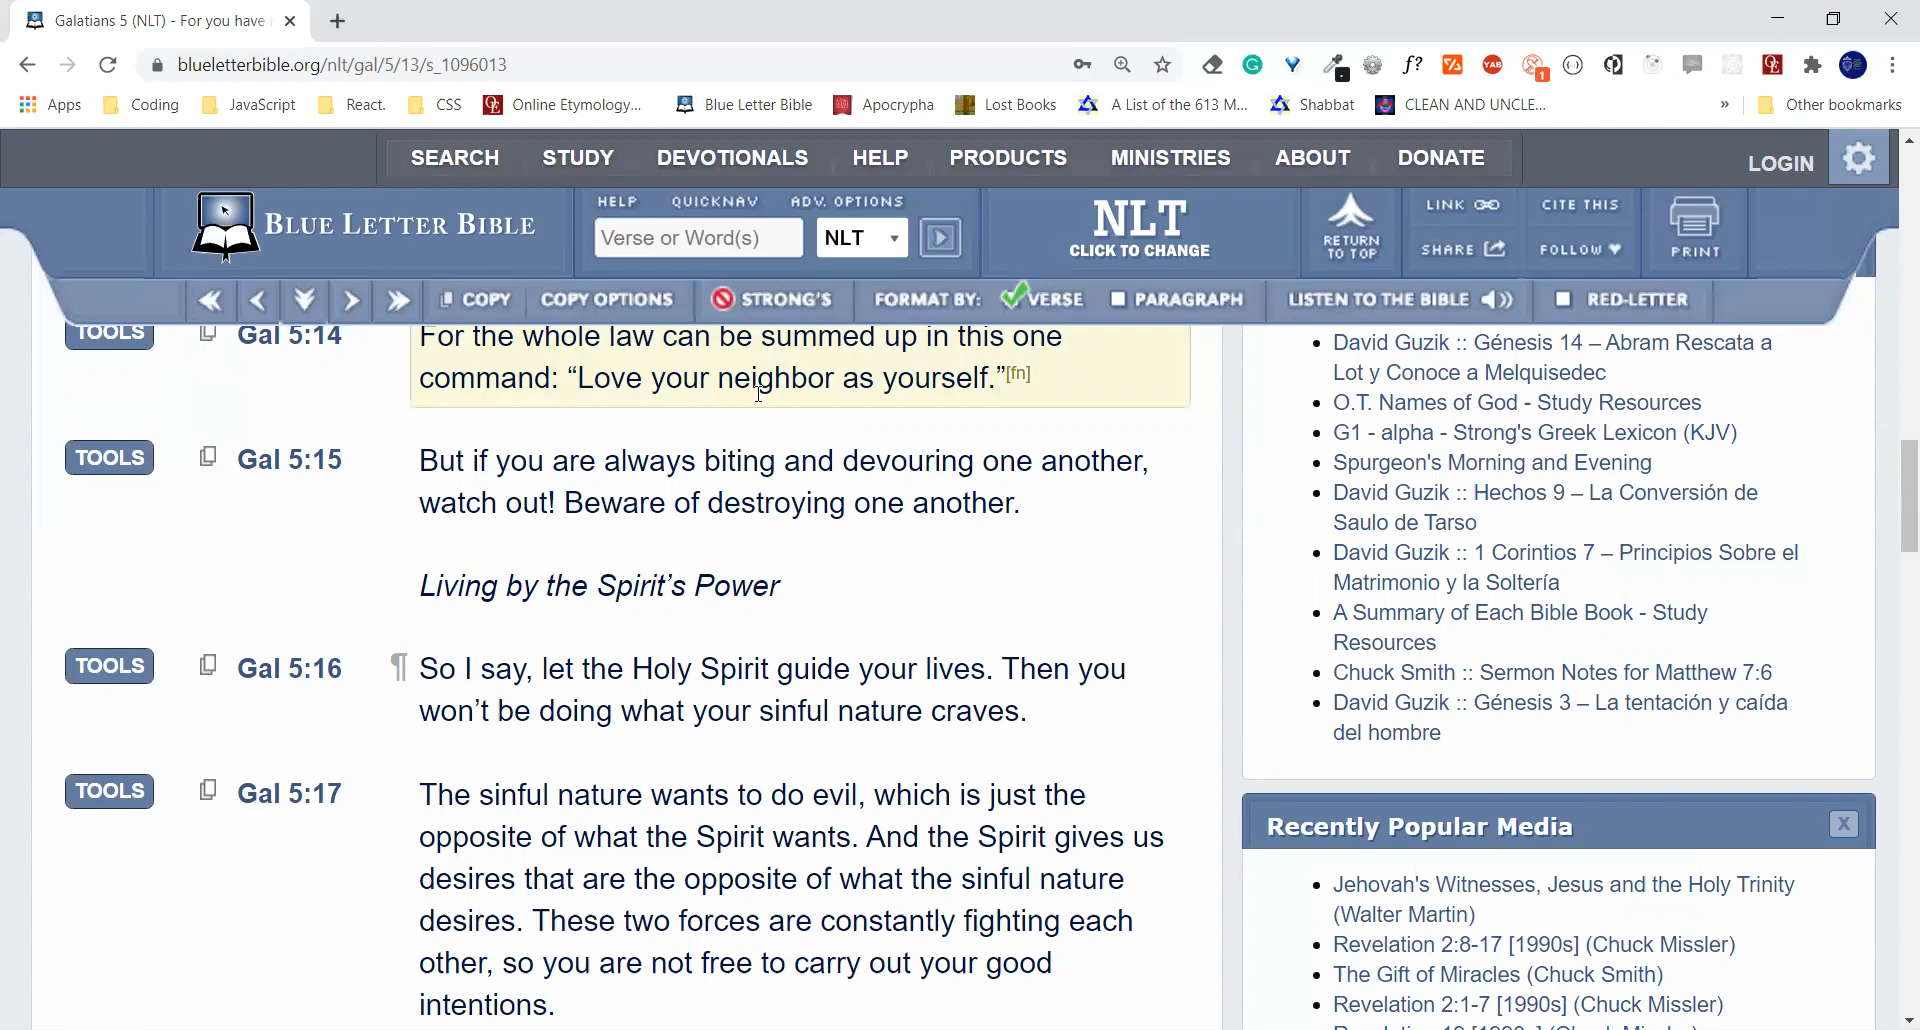 Galatians 5 (NLT) - For you have
blueletterbible.org/nlt/gal/5/13/s_1096013
f?
YAB
1
OE
Apps
Coding
JavaScript
React.
CSS
OE
Online Etymology...
Blue Letter Bible
Apocrypha
Lost Books
A List of the 613 M...
Shabbat
CLEAN AND UNCLE...
»
Other bookmarks
SEARCH
STUDY
DEVOTIONALS
HELP
PRODUCTS
MINISTRIES
ABOUT
DONATE
LOGIN
BLUE LETTER BIBLE
HELP
QUICKNAV
ADV. OPTIONS
Verse or Word(s)
NLT
NLT
CLICK TO CHANGE
RETURN
TO TOP
LINK
CITE THIS
SHARE
FOLLOW
PRINT
COPY
COPY OPTIONS
STRONG'S
FORMAT BY:
VERSE
PARAGRAPH
LISTEN TO THE BIBLE
RED-LETTER
TOOLS
Gal 5:14
For the whole law can be summed up in this one
command: “Love your neighbor as yourself.”[fn]
TOOLS
Gal 5:15
But if you are always biting and devouring one another,
watch out! Beware of destroying one another.
Living by the Spirit’s Power
TOOLS
Gal 5:16
¶ So I say, let the Holy Spirit guide your lives. Then you
won’t be doing what your sinful nature craves.
TOOLS
Gal 5:17
The sinful nature wants to do evil, which is just the
opposite of what the Spirit wants. And the Spirit gives us
desires that are the opposite of what the sinful nature
desires. These two forces are constantly fighting each
other, so you are not free to carry out your good
intentions.
David Guzik :: Génesis 14 – Abram Rescata a
Lot y Conoce a Melquisedec
O.T. Names of God - Study Resources
G1 - alpha - Strong's Greek Lexicon (KJV)
Spurgeon's Morning and Evening
David Guzik :: Hechos 9 – La Conversión de
Saulo de Tarso
David Guzik :: 1 Corintios 7 – Principios Sobre el
Matrimonio y la Soltería
A Summary of Each Bible Book - Study
Resources
Chuck Smith :: Sermon Notes for Matthew 7:6
David Guzik :: Génesis 3 – La tentación y caída
del hombre
Recently Popular Media
X
Jehovah's Witnesses, Jesus and the Holy Trinity
(Walter Martin)
Revelation 2:8-17 [1990s] (Chuck Missler)
The Gift of Miracles (Chuck Smith)
Revelation 2:1-7 [1990s] (Chuck Missler)